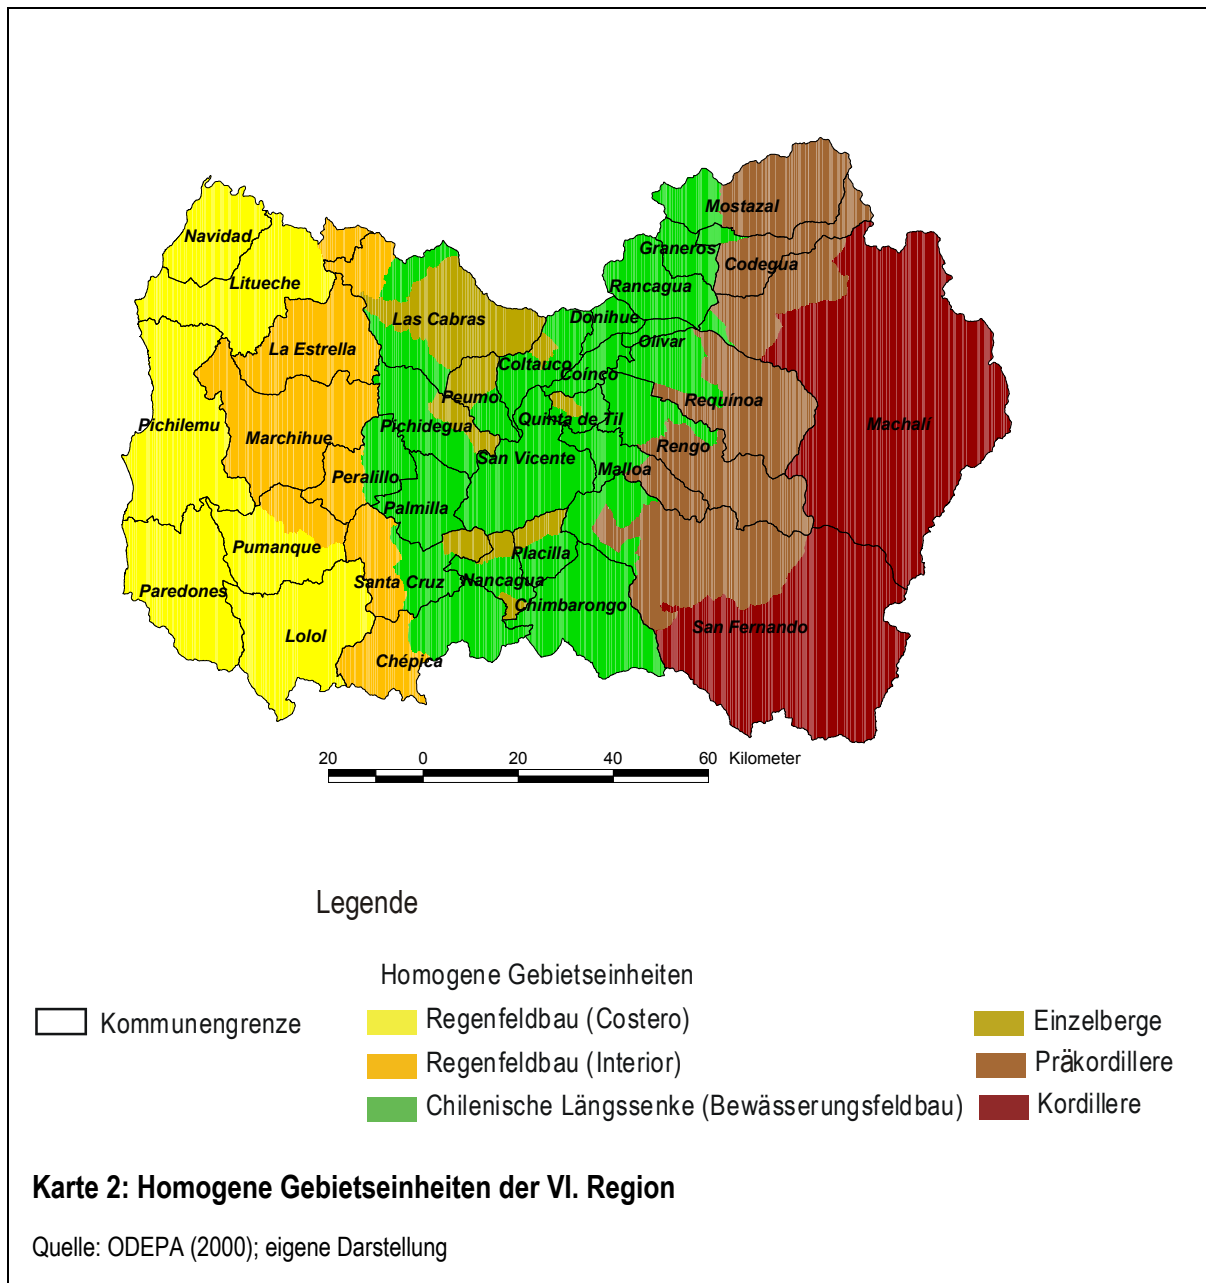 Mostazal
Navidad
Graneros
Codegua
Litueche
Rancagua
Las Cabras
Donihue
Olivar
La Estrella
Coltauco
Coinco
Peumo
Requínoa
Pichilemu
Pichidegua
Quinta de Til
Machalí
Marchihue
Rengo
San Vicente
Malloa
Peralillo
Palmilla
Pumanque
Placilla
Paredones
Santa Cruz
Nancagua
Chimbarongo
Lolol
San Fernando
Chépica
20 0 20 40 60 Kilometer
Legende
Homogene Gebietseinheiten
Kommunengrenze
Regenfeldbau (Costero)
Regenfeldbau (Interior)
Chilenische Längssenke (Bewässerungsfeldbau)
Einzelberge
Präkordillere
Kordillere
Karte 2: Homogene Gebietseinheiten der VI. Region
Quelle: ODEPA (2000); eigene Darstellung